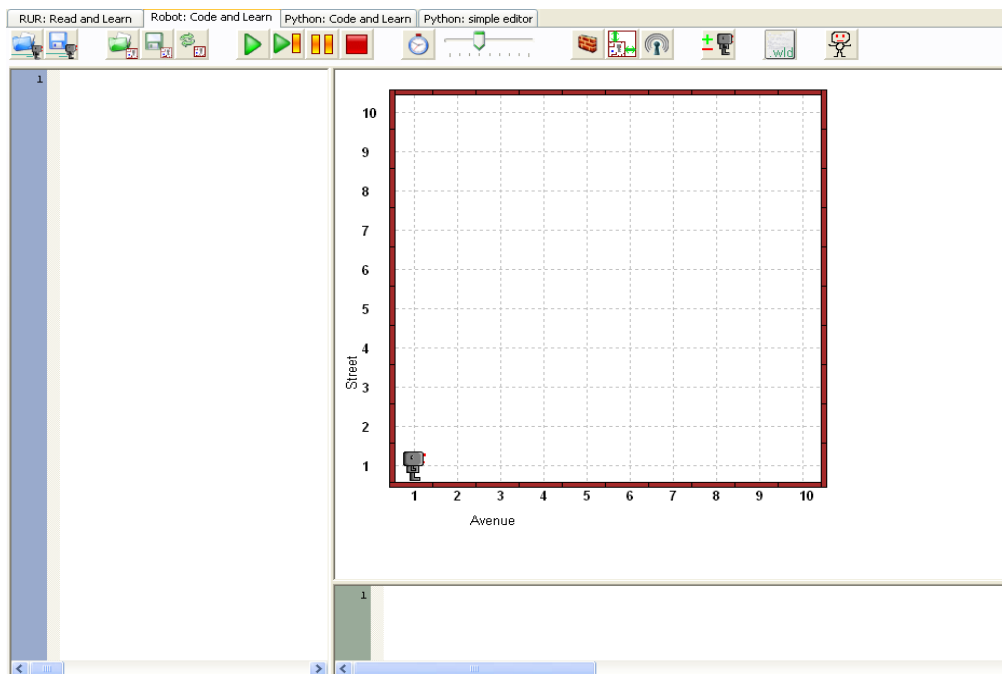 RUR: Read and Learn
Robot: Code and Learn
Python: Code and Learn
Python: simple editor
.wld
1
10
9
8
7
6
5
4
Street
3
2
1
1 2 3 4 5 6 7 8 9 10
Avenue
1